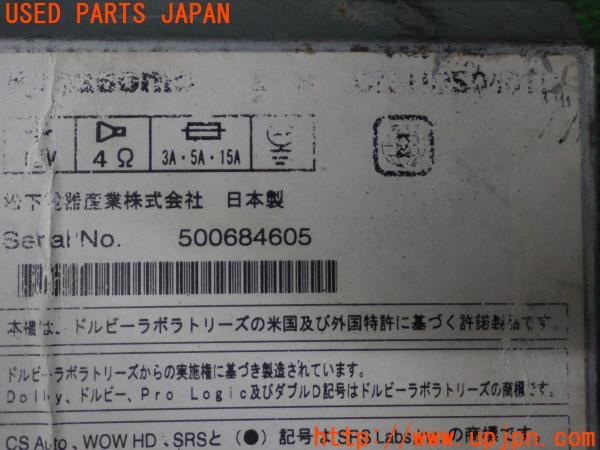 USED PARTS JAPAN
Panasonic
4Ω 3A・5A・15A
松下電器産業株式会社 日本製
Serial No. 500684605
本機は、ドルビーラボラトリーズの米国及び外国特許に基づく許諾製品です。
ドルビーラボラトリーズからの実施権に基づき製造されています。
Dolby、ドルビー、Pro Logic及びダブルD記号はドルビーラボラトリーズの商標です。
CS Auto、WOW HD、SRSと (●) 記号はSRS Labs,Inc.の商標です。
http://www.upjpn.com